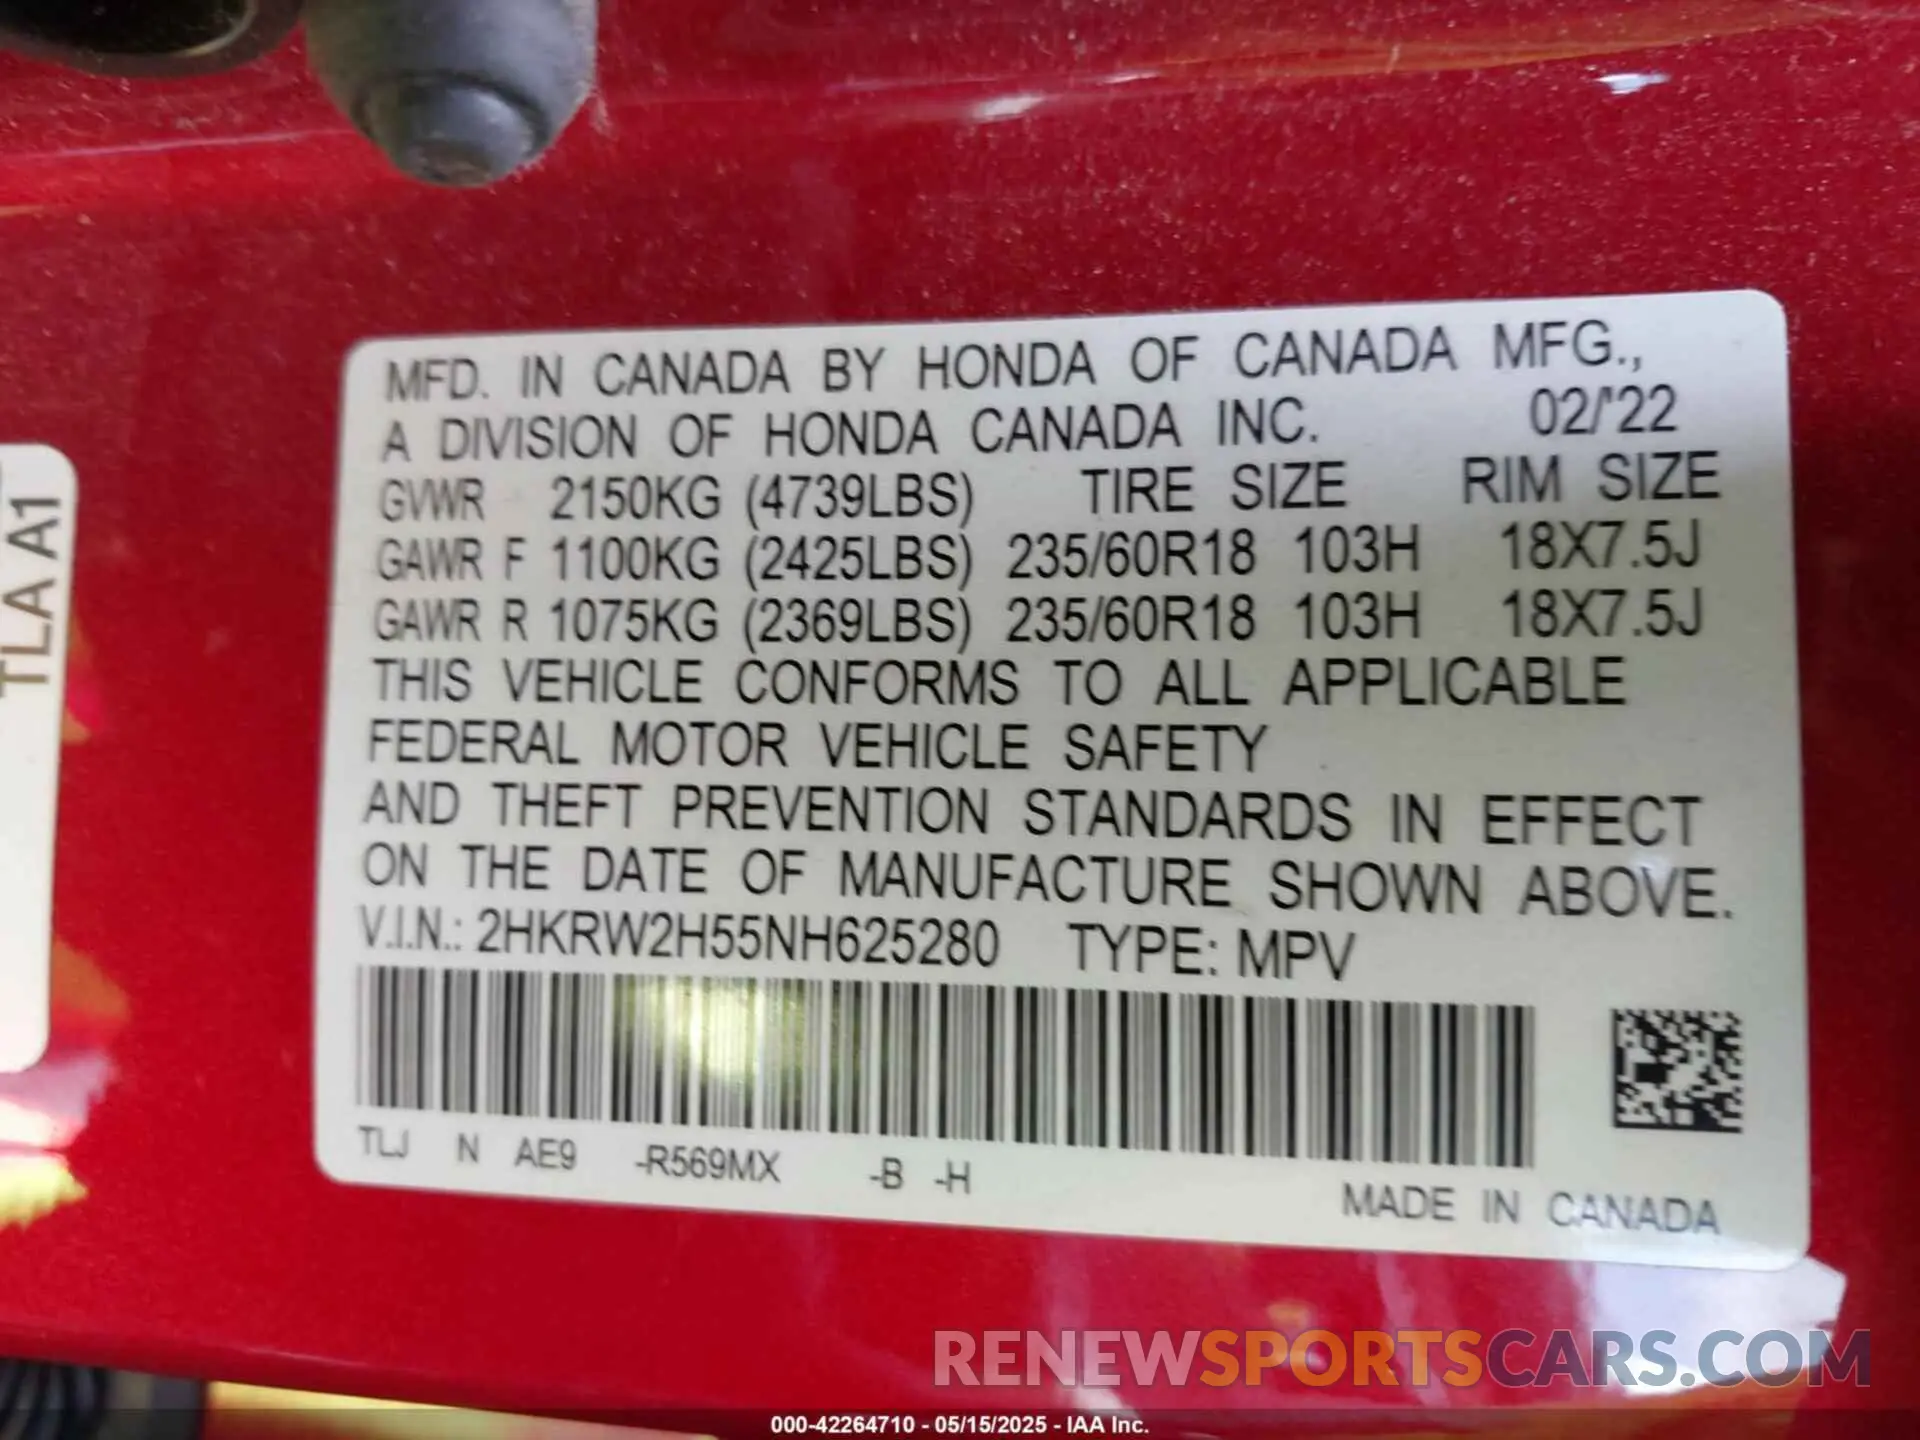 MFD. IN CANADA BY HONDA OF CANADA MFG.,
A DIVISION OF HONDA CANADA INC. 02/'22
GVWR 2150KG (4739LBS) TIRE SIZE RIM SIZE
GAWR F 1100KG (2425LBS) 235/60R18 103H 18X7.5J
GAWR R 1075KG (2369LBS) 235/60R18 103H 18X7.5J
THIS VEHICLE CONFORMS TO ALL APPLICABLE
FEDERAL MOTOR VEHICLE SAFETY
AND THEFT PREVENTION STANDARDS IN EFFECT
ON THE DATE OF MANUFACTURE SHOWN ABOVE.
V.I.N.: 2HKRW2H55NH625280 TYPE: MPV
TLJ N AE9 -R569MX -B -H
MADE IN CANADA
TLA A1
RENEWSPORTSCARS.COM
000-42264710 - 05/15/2025 - IAA Inc.